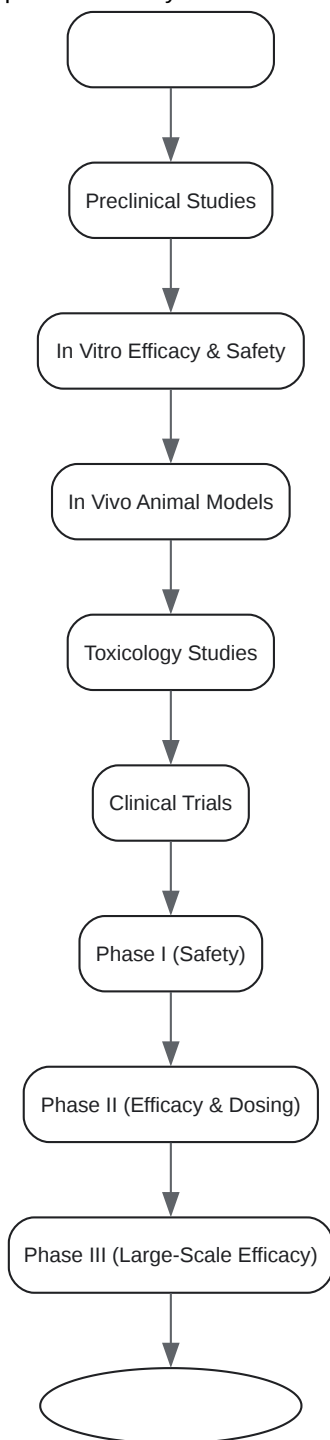 Preclinical Studies
In Vitro Efficacy & Safety
In Vivo Animal Models
Toxicology Studies
Clinical Trials
Phase I (Safety)
Phase II (Efficacy & Dosing)
Phase III (Large-Scale Efficacy)